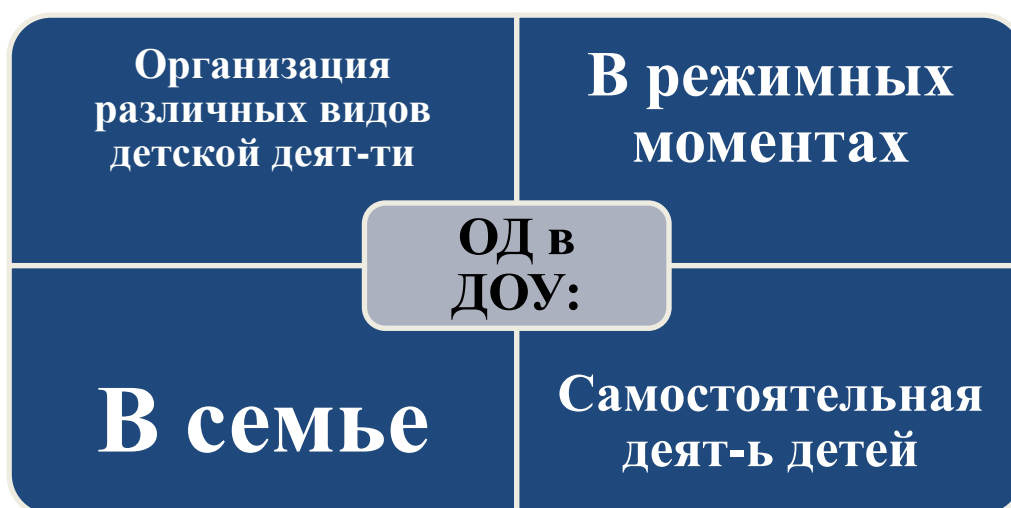 Организация
различных видов
детской деят-ти
В режимных
моментах
ОД в
ДОУ:
В семье
Самостоятельная
деят-ь детей